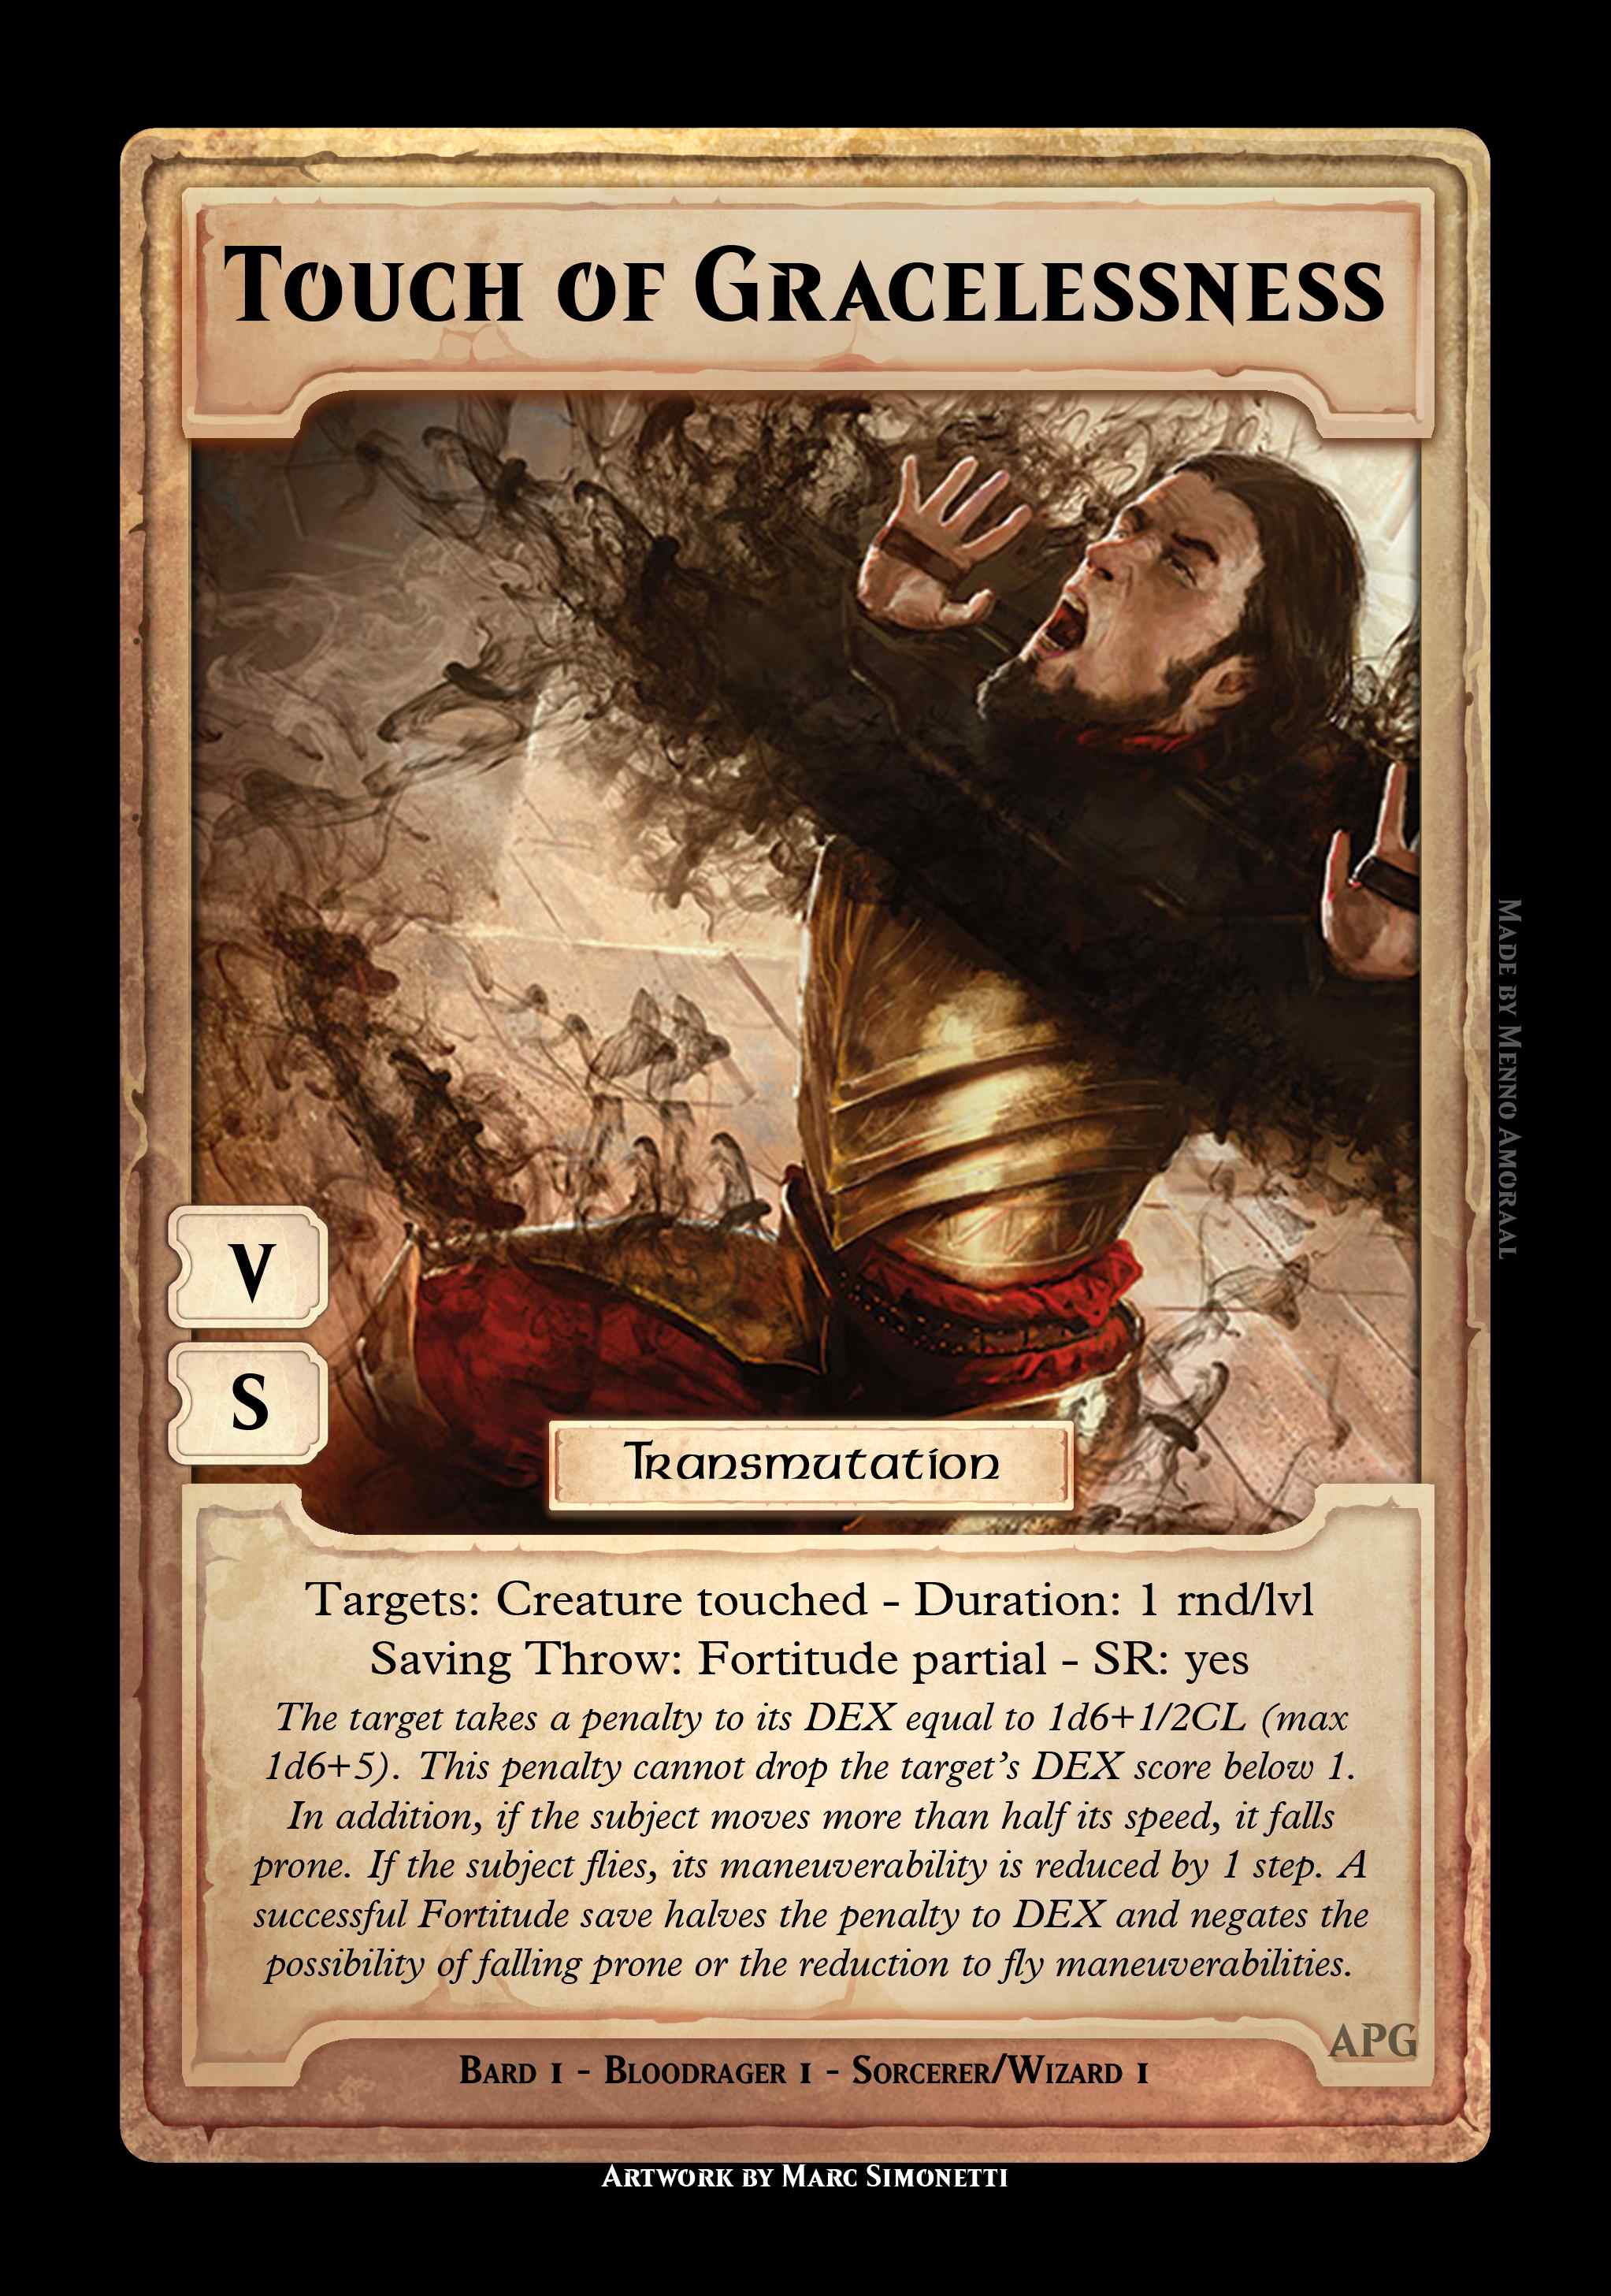 Touch of Gracelessness
V
S
Transmutation
Targets: Creature touched - Duration: 1 rnd/lvl
Saving Throw: Fortitude partial - SR: yes
The target takes a penalty to its DEX equal to 1d6+1/2CL (max
1d6+5). This penalty cannot drop the target's DEX score below 1.
In addition, if the subject moves more than half its speed, it falls
prone. If the subject flies, its maneuverability is reduced by 1 step. A
successful Fortitude save halves the penalty to DEX and negates the
possibility of falling prone or the reduction to fly maneuverabilities.
APG
Bard 1 - Bloodrager 1 - Sorcerer/Wizard 1
Artwork by Marc Simonetti
Made by Menno Amoraal